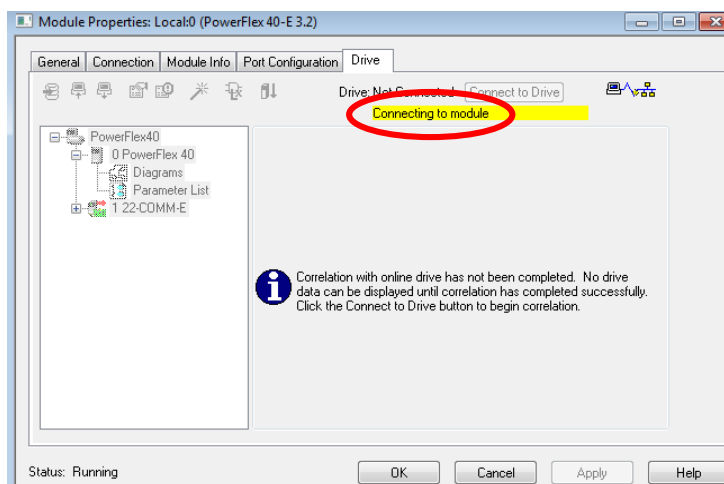 Module Properties: Local:0 (PowerFlex 40-E 3.2)
General Connection Module Info Port Configuration Drive
Drive: Not Connected Connect to Drive
Connecting to module
PowerFlex40
0 PowerFlex 40
Diagrams
Parameter List
1 22-COMM-E
Correlation with online drive has not been completed. No drive
data can be displayed until correlation has completed successfully.
Click the Connect to Drive button to begin correlation.
Status: Running OK Cancel Apply Help